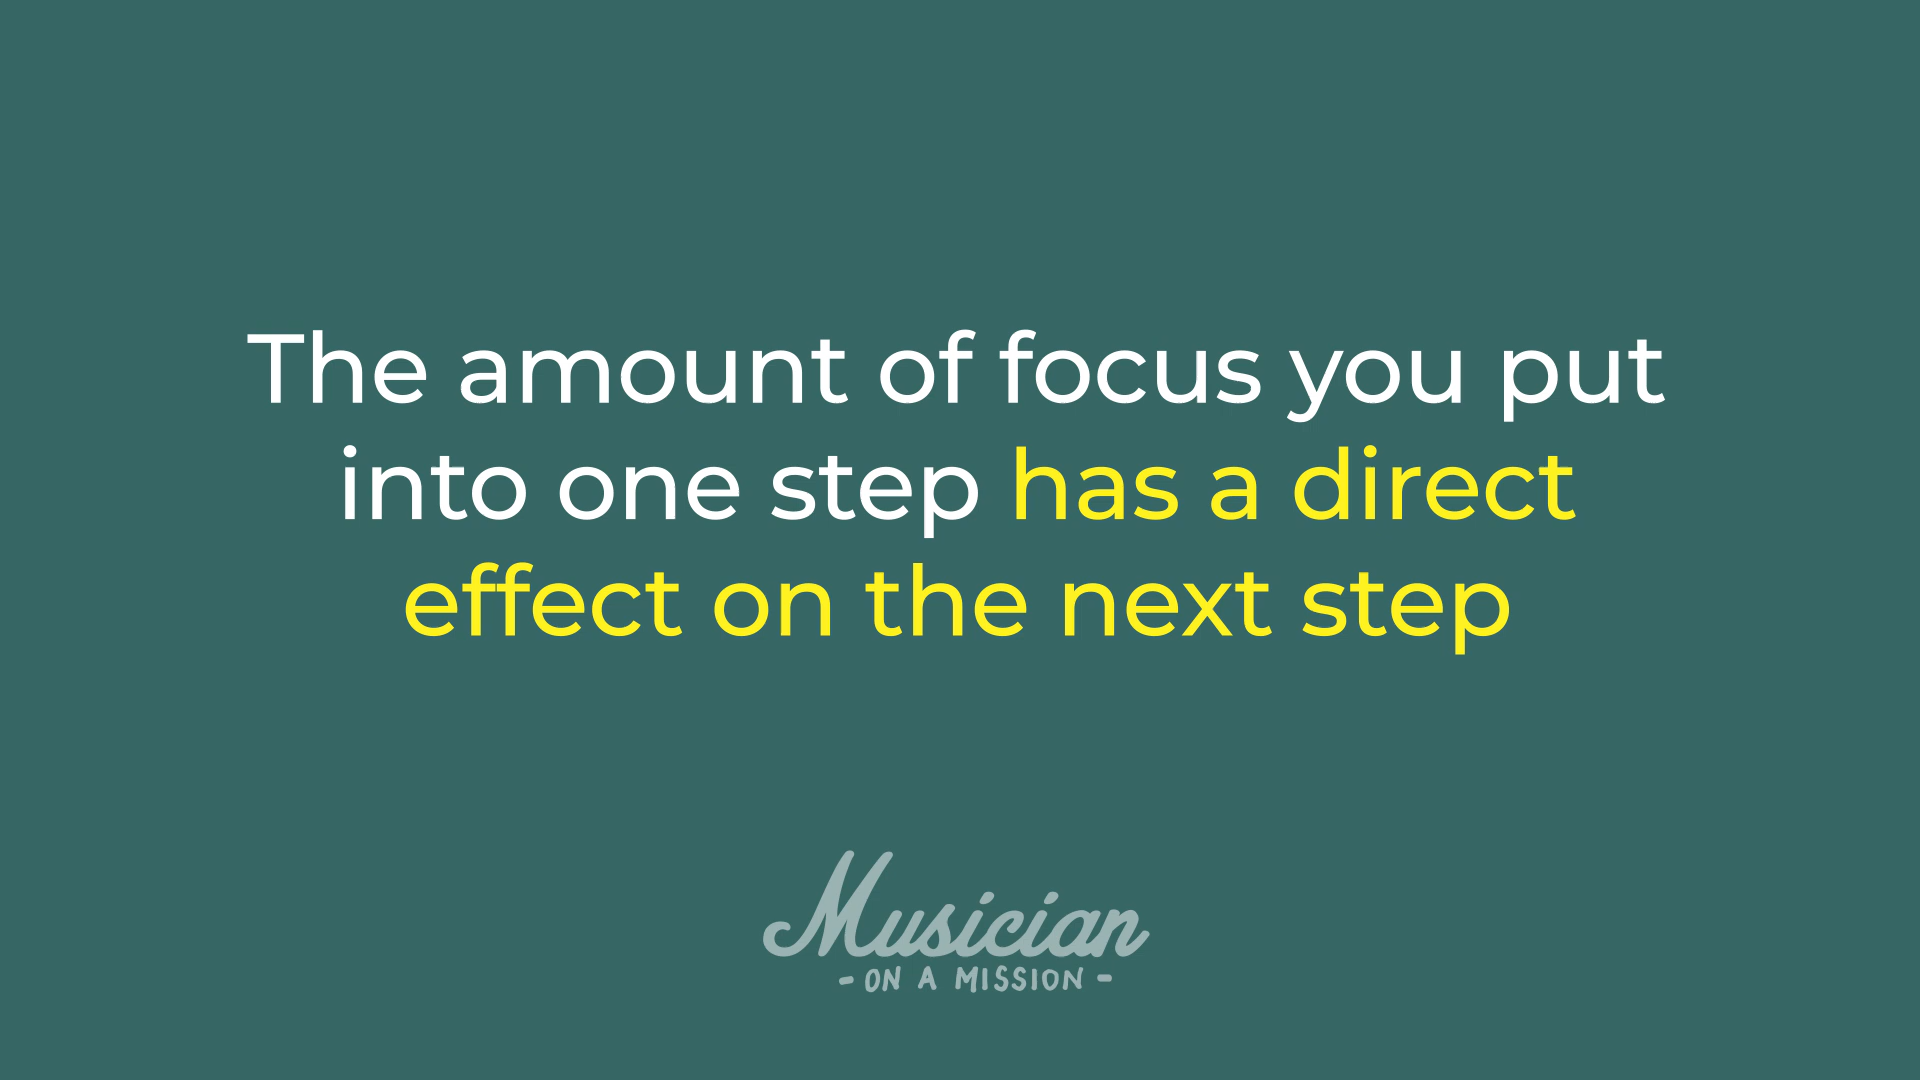 The amount of focus you put
into one step has a direct
effect on the next step
Musician
- ON A MISSION -